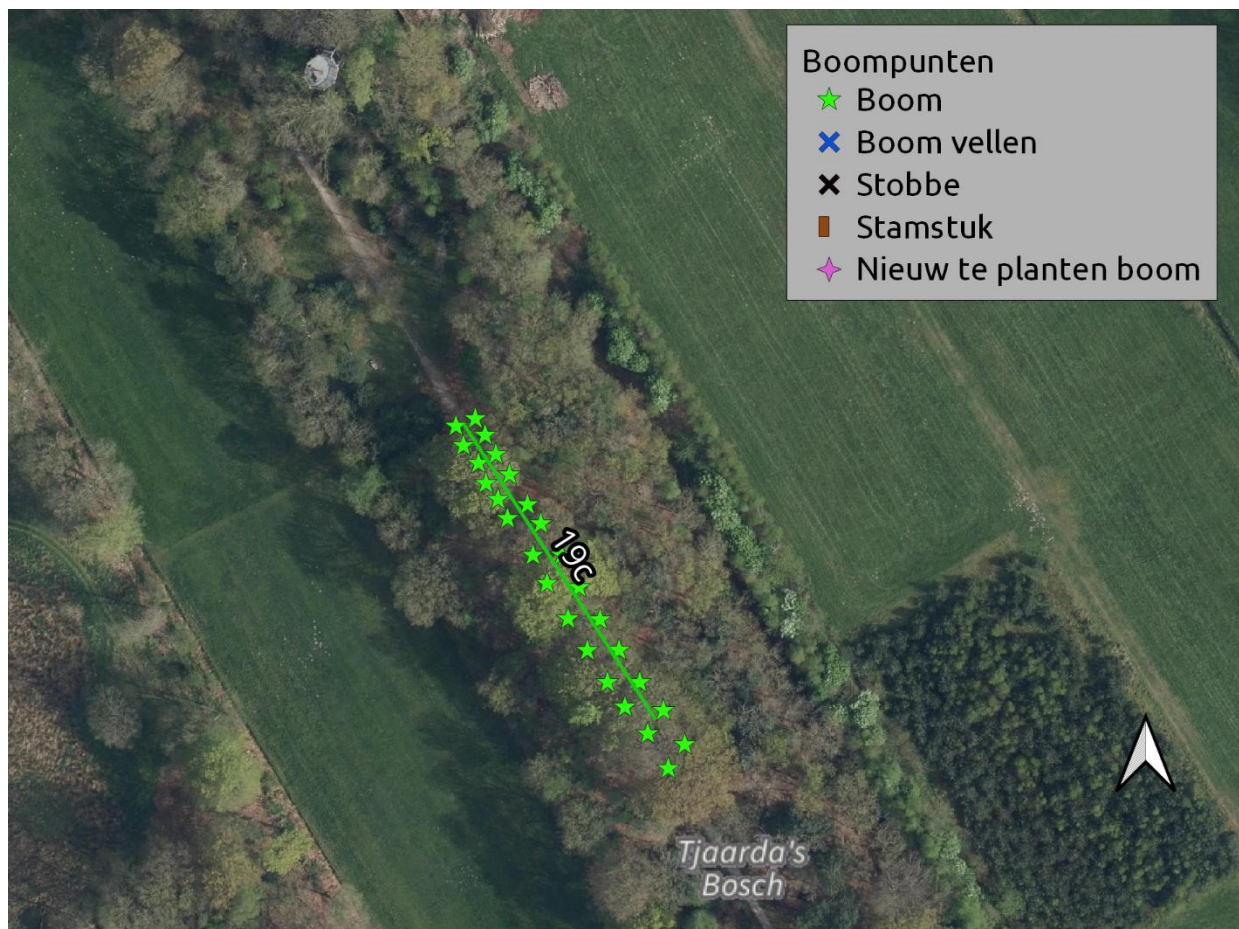 Boompunten
Boom
Boom vellen
Stobbe
Stamstuk
Nieuw te planten boom
19c
Tjaarda's
Bosch